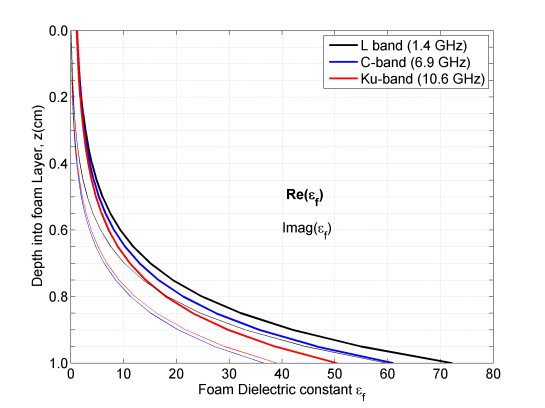 0.0
0.2
0.4
0.6
0.8
1.0
Depth into foam Layer, z(cm)
L band (1.4 GHz)
C-band (6.9 GHz)
Ku-band (10.6 GHz)
Re(εf)
Imag(εf)
0 10 20 30 40 50 60 70 80
Foam Dielectric constant εf